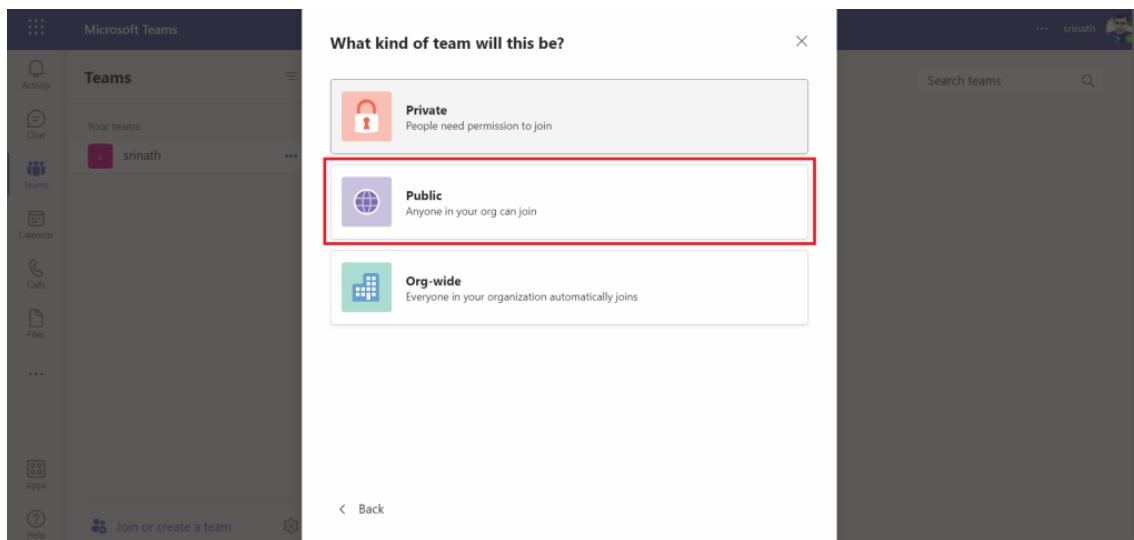 Microsoft Teams
srinath
Activity
Chat
Teams
Calendar
Calls
Files
Apps
Help
Teams
Your teams
srinath
Join or create a team
What kind of team will this be?
Private
People need permission to join
Public
Anyone in your org can join
Org-wide
Everyone in your organization automatically joins
Back
Search teams